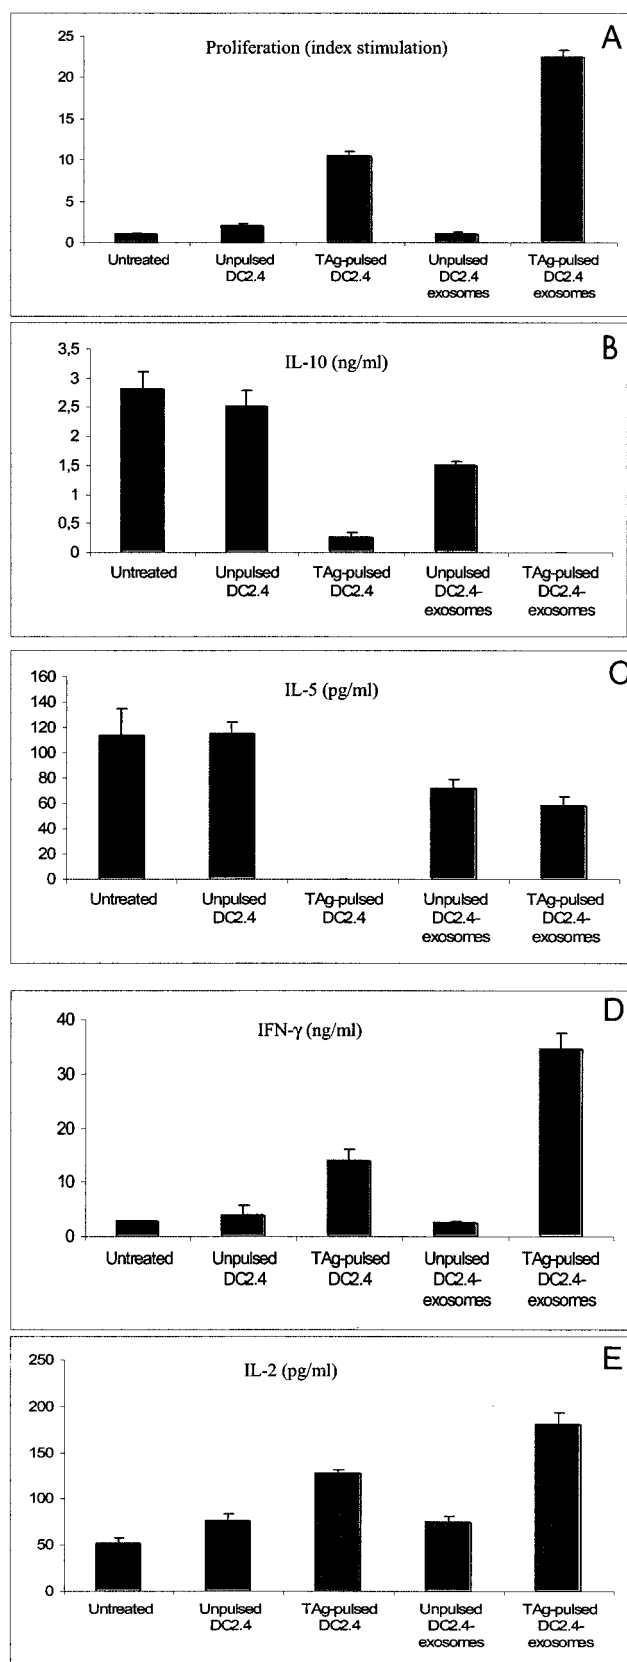 A
Proliferation (index stimulation)
25
20
15
10
5
0
Untreated
Unpulsed
DC2.4
TAg-pulsed
DC2.4
Unpulsed
DC2.4
exosomes
TAg-pulsed
DC2.4
exosomes
B
IL-10 (ng/ml)
3,5
3
2,5
2
1,5
1
0,5
0
Untreated
Unpulsed
DC2.4
TAg-pulsed
DC2.4
Unpulsed
DC2.4-
exosomes
TAg-pulsed
DC2.4-
exosomes
C
IL-5 (pg/ml)
160
140
120
100
80
60
40
20
0
Untreated
Unpulsed
DC2.4
TAg-pulsed
DC2.4
Unpulsed
DC2.4-
exosomes
TAg-pulsed
DC2.4-
exosomes
D
IFN-γ (ng/ml)
40
30
20
10
0
Untreated
Unpulsed
DC2.4
TAg-pulsed
DC2.4
Unpulsed
DC2.4-
exosomes
TAg-pulsed
DC2.4-
exosomes
E
IL-2 (pg/ml)
250
200
150
100
50
0
Untreated
Unpulsed
DC2.4
TAg-pulsed
DC2.4
Unpulsed
DC2.4-
exosomes
TAg-pulsed
DC2.4-
exosomes